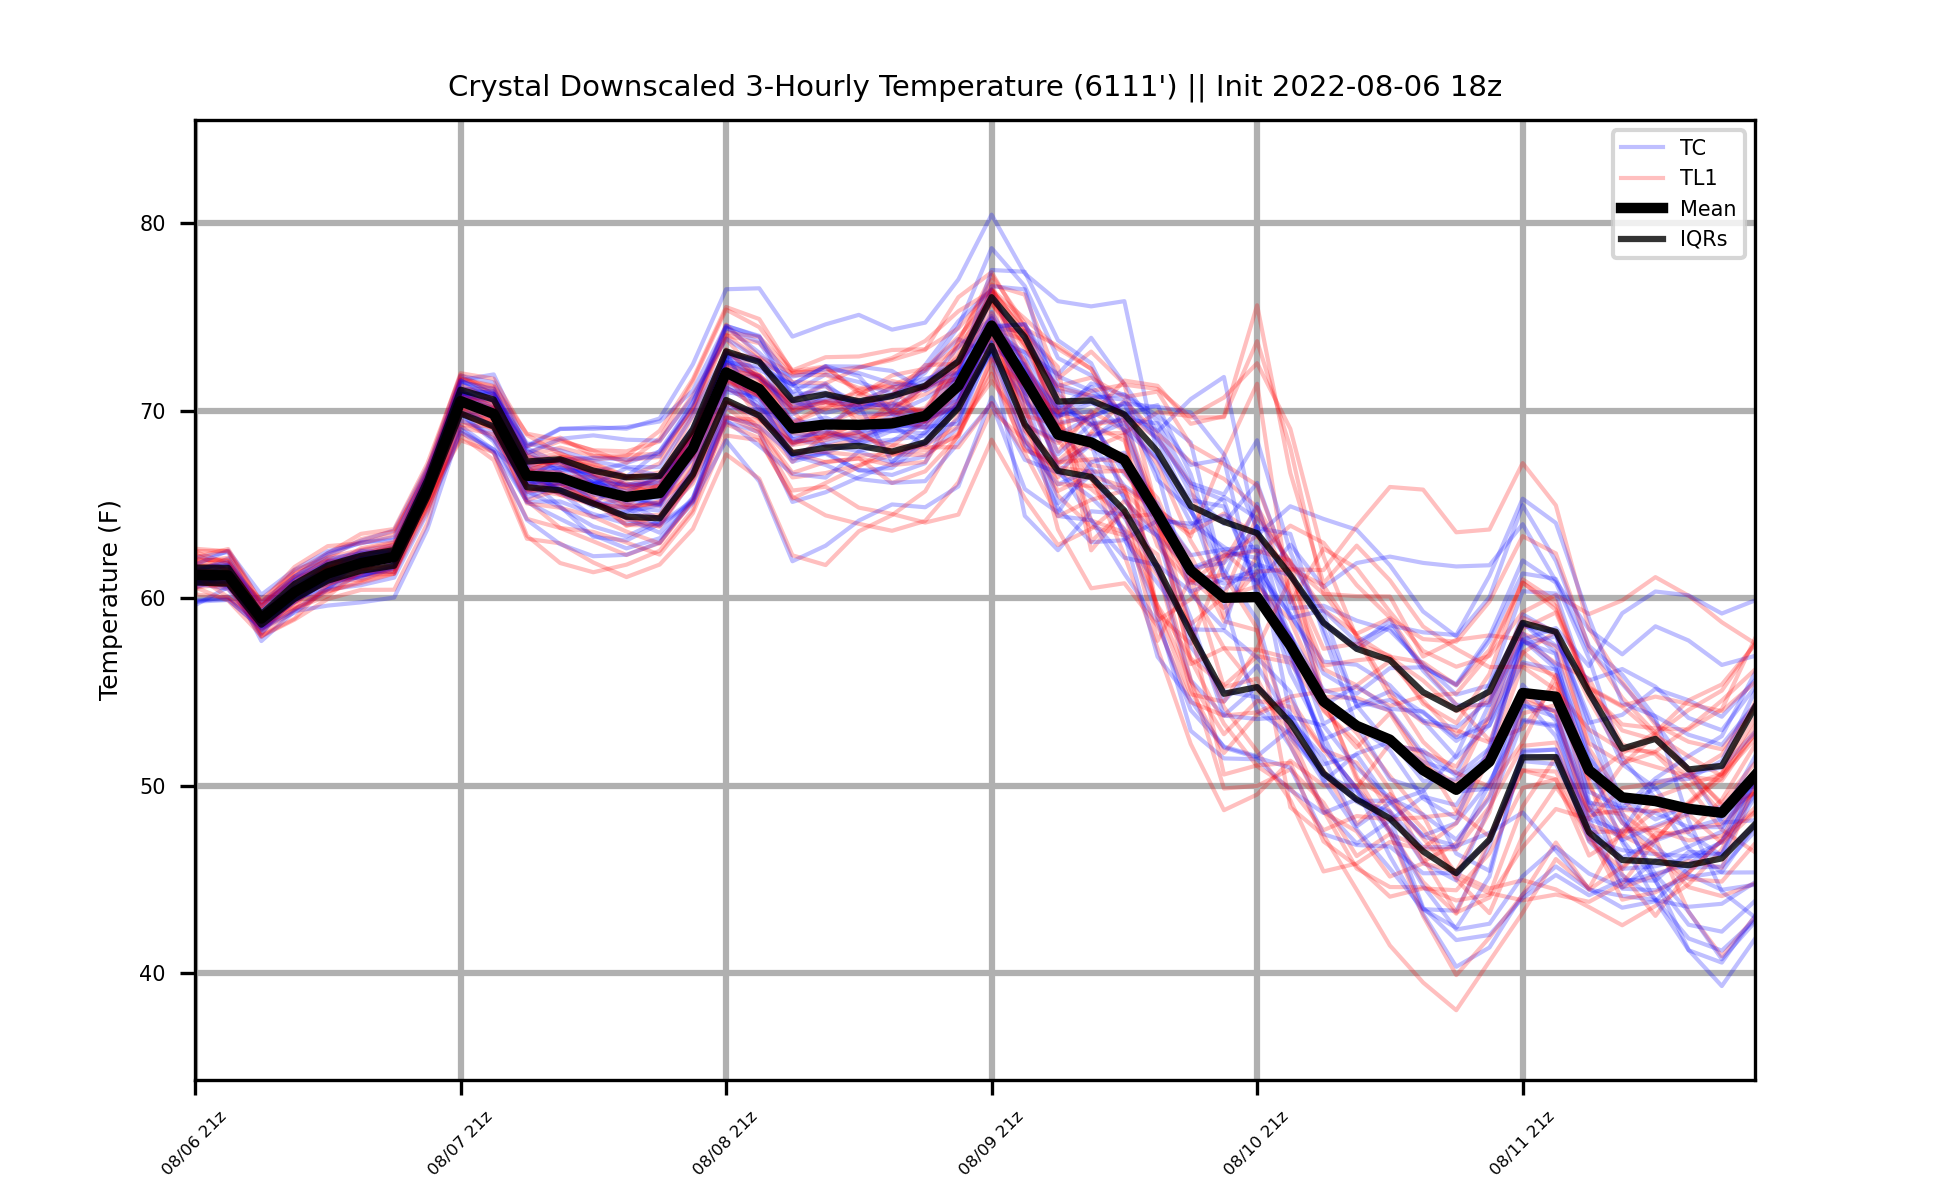 Crystal Downscaled 3-Hourly Temperature (6111') || Init 2022-08-06 18z
TC
TL1
Mean
IQRs
Temperature (F)
80
70
60
50
40
08/06 21z
08/07 21z
08/08 21z
08/09 21z
08/10 21z
08/11 21z